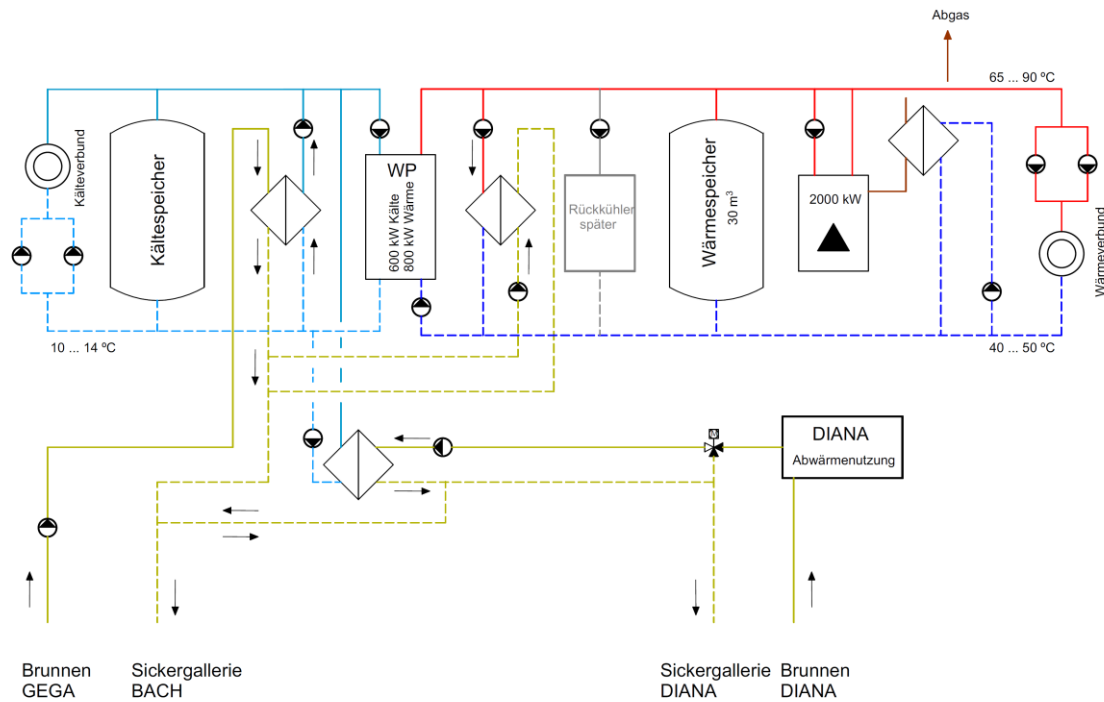 Abgas
65 ... 90 ºC
Kälteverbund
Kältespeicher
WP
600 kW Kälte
800 kW Wärme
Rückkühler
später
Wärmespeicher
30 m³
2000 kW
Wärmeverbund
10 ... 14 ºC
40 ... 50 ºC
M
DIANA
Abwärmenutzung
Brunnen
GEGA
Sickergallerie
BACH
Sickergallerie
DIANA
Brunnen
DIANA